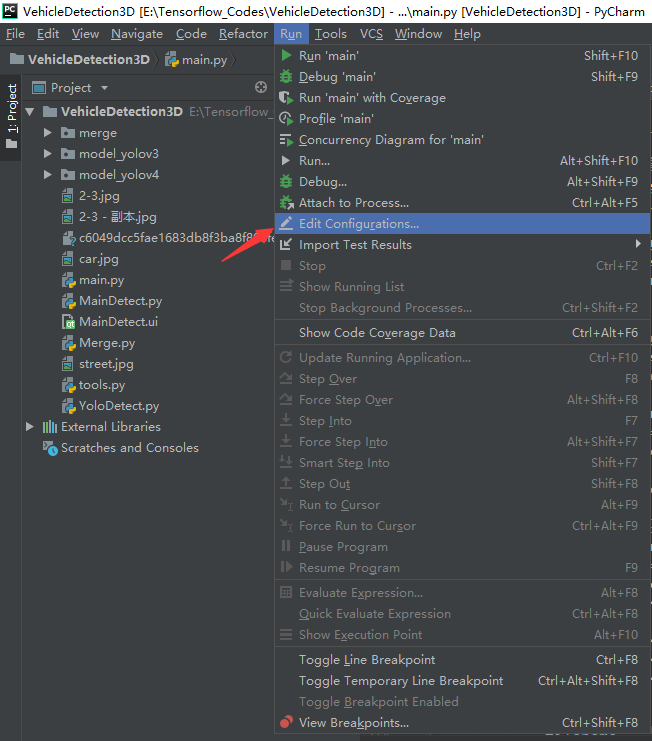 PC VehicleDetection3D [E:\Tensorflow_Codes\VehicleDetection3D] - ...\main.py [VehicleDetection3D] - PyCharm
File Edit View Navigate Code Refactor Run Tools VCS Window Help
VehicleDetection3D main.py
1: Project
Project
VehicleDetection3D E:\Tensorflow_
merge
model_yolov3
model_yolov4
2-3.jpg
2-3 - 副本.jpg
c6049dcc5fae1683db8f3ba8f8
car.jpg
main.py
MainDetect.py
MainDetect.ui
Merge.py
street.jpg
tools.py
YoloDetect.py
External Libraries
Scratches and Consoles
Run 'main' Shift+F10
Debug 'main' Shift+F9
Run 'main' with Coverage
Profile 'main'
Concurrency Diagram for 'main'
Run... Alt+Shift+F10
Debug... Alt+Shift+F9
Attach to Process... Ctrl+Alt+F5
Edit Configurations...
Import Test Results
Stop Ctrl+F2
Show Running List
Stop Background Processes... Ctrl+Shift+F2
Show Code Coverage Data Ctrl+Alt+F6
Update Running Application... Ctrl+F10
Step Over F8
Force Step Over Alt+Shift+F8
Step Into F7
Force Step Into Alt+Shift+F7
Smart Step Into Shift+F7
Step Out Shift+F8
Run to Cursor Alt+F9
Force Run to Cursor Ctrl+Alt+F9
Pause Program
Resume Program F9
Evaluate Expression... Alt+F8
Quick Evaluate Expression Ctrl+Alt+F8
Show Execution Point Alt+F10
Toggle Line Breakpoint Ctrl+F8
Toggle Temporary Line Breakpoint Ctrl+Alt+Shift+F8
Toggle Breakpoint Enabled
View Breakpoints... Ctrl+Shift+F8